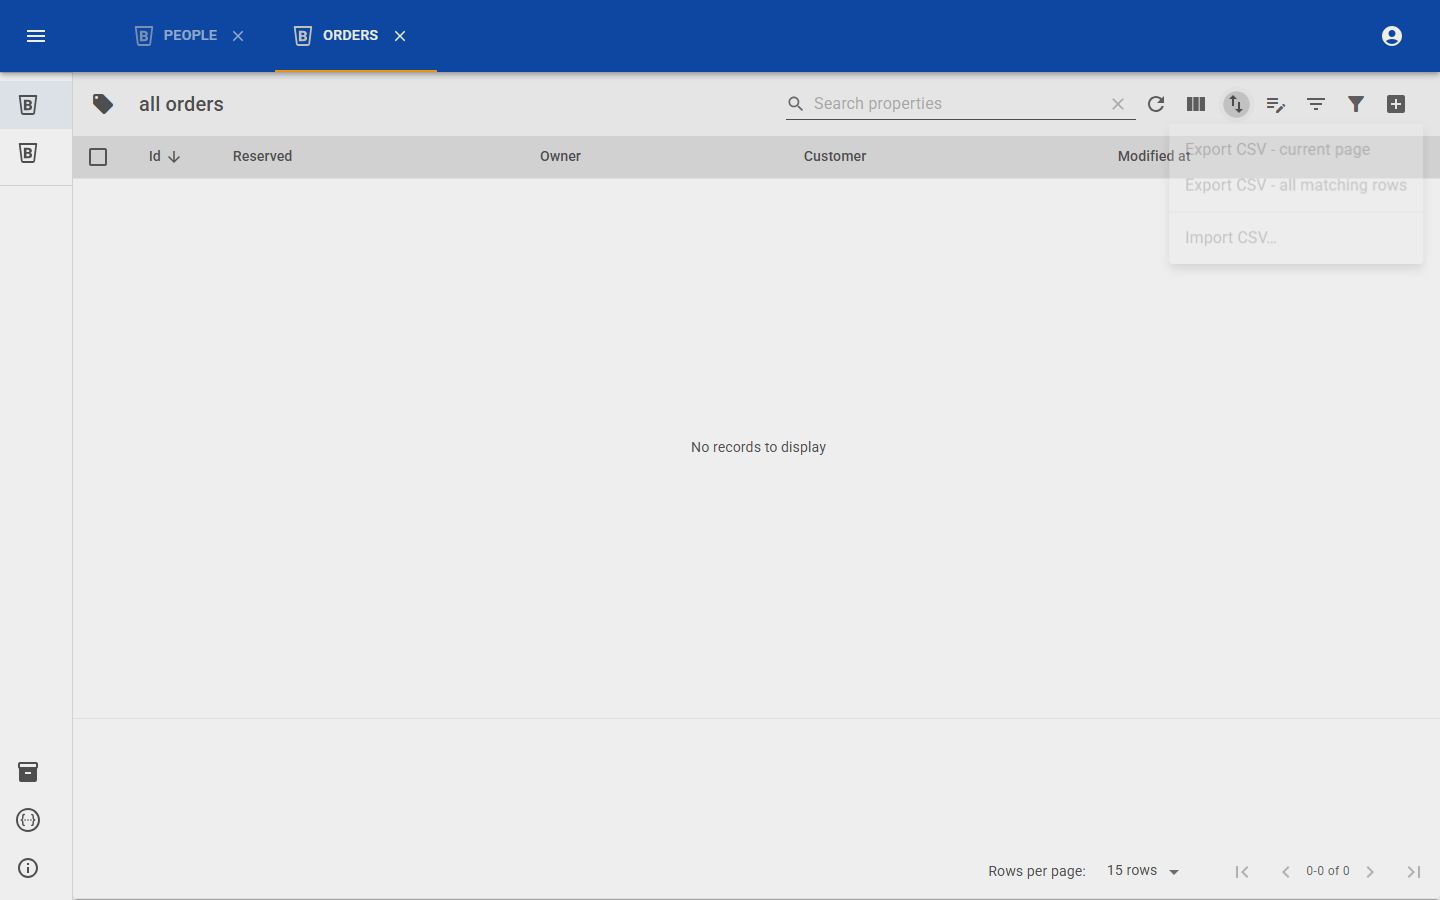 PEOPLE
ORDERS
all orders
Search properties
Id
Reserved
Owner
Customer
Modified at
Export CSV - current page
Export CSV - all matching rows
Import CSV...
No records to display
Rows per page:
15 rows
0-0 of 0